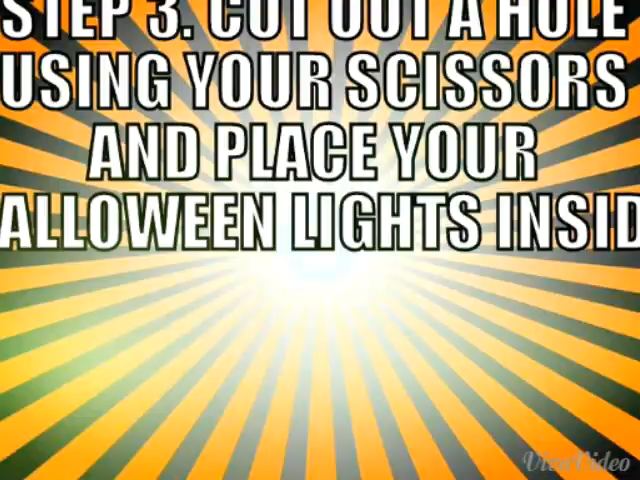 STEP 3. CUT OUT A HOLE
USING YOUR SCISSORS
AND PLACE YOUR
ALLOWEEN LIGHTS INSID
VivaVideo